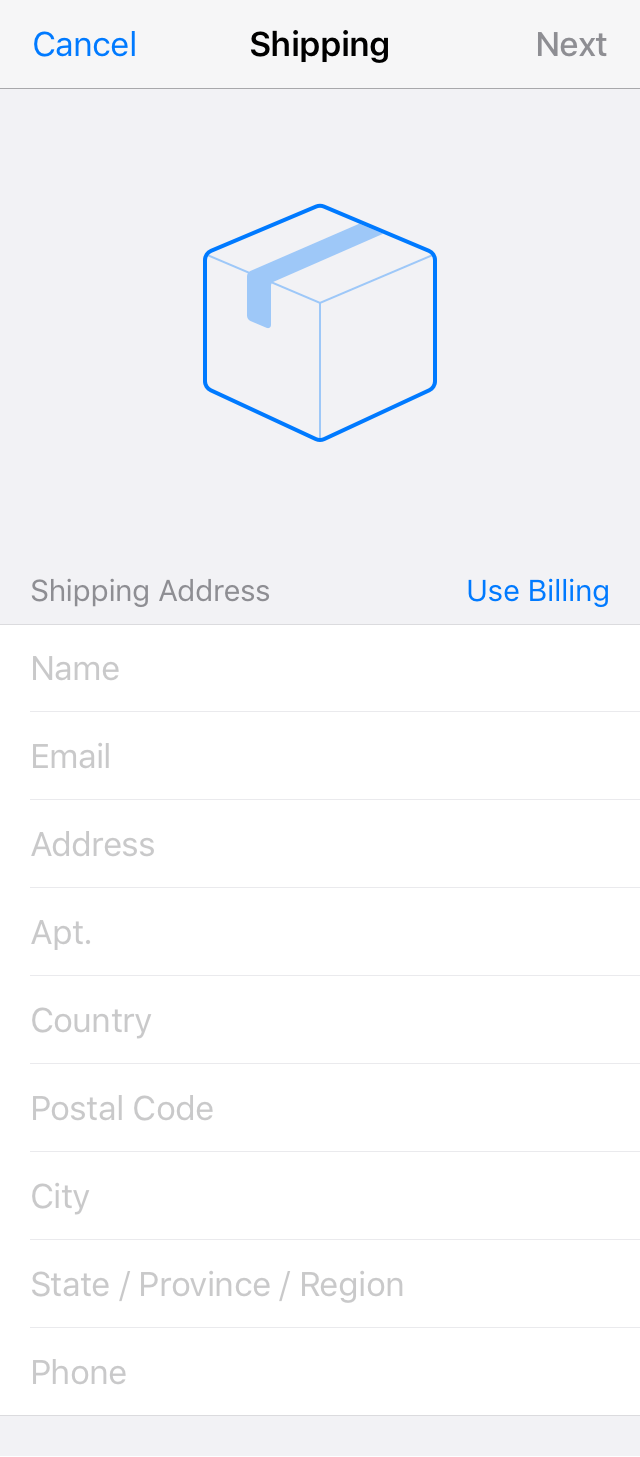 Cancel Shipping Next
Shipping Address Use Billing
Name
Email
Address
Apt.
Country
Postal Code
City
State / Province / Region
Phone